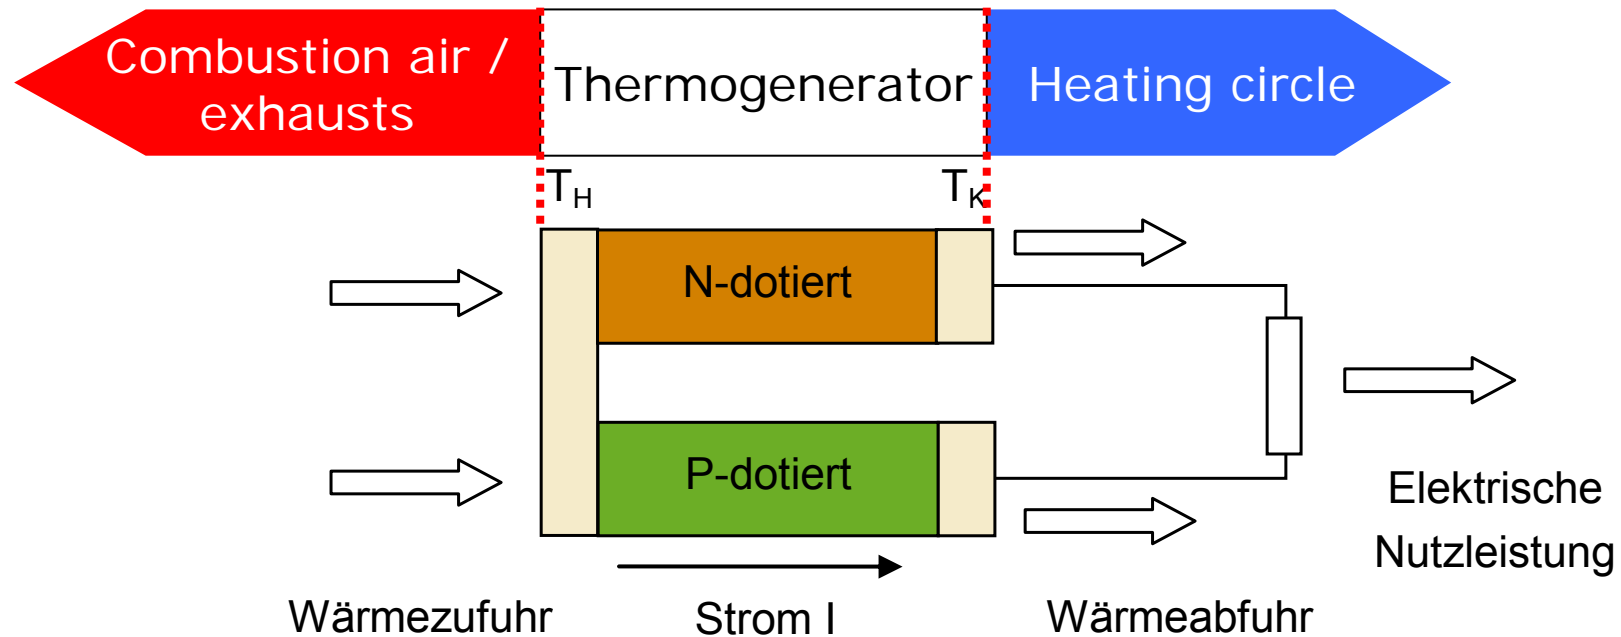 Combustion air /
exhausts
Thermogenerator
Heating circle
TH
TK
N-dotiert
P-dotiert
Elektrische
Nutzleistung
Wärmezufuhr
Strom I
Wärmeabfuhr